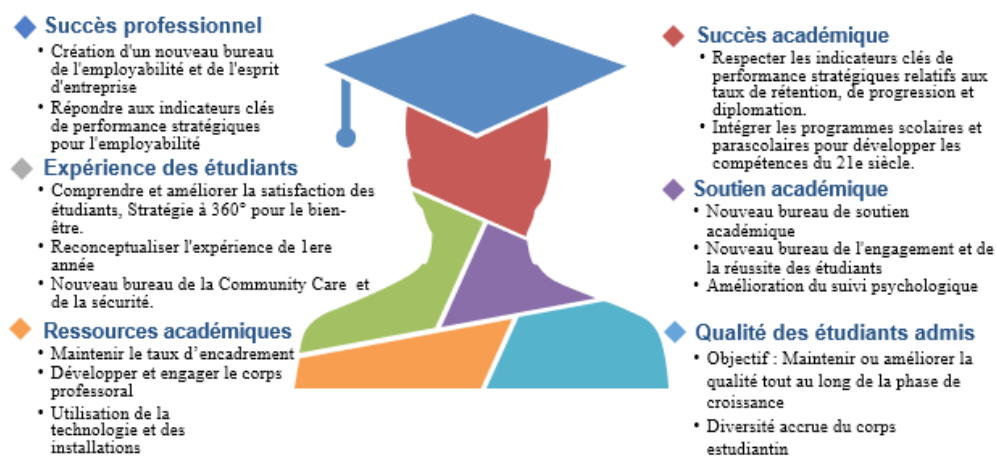 Succès professionnel
• Création d'un nouveau bureau
de l'employabilité et de l'esprit
d'entreprise
• Répondre aux indicateurs clés
de performance stratégiques
pour l'employabilité
Expérience des étudiants
• Comprendre et améliorer la satisfaction des
étudiants, Stratégie à 360° pour le bien-
être.
• Reconceptualiser l'expérience de 1ere
année
• Nouveau bureau de la Community Care et
de la sécurité.
Ressources académiques
• Maintenir le taux d’encadrement
• Développer et engager le corps
professoral
• Utilisation de la
technologie et des
installations
Succès académique
• Respecter les indicateurs clés de
performance stratégiques relatifs aux
taux de rétention, de progression et
diplomation.
• Intégrer les programmes scolaires et
parascolaires pour développer les
compétences du 21e siècle.
Soutien académique
• Nouveau bureau de soutien
académique
• Nouveau bureau de l'engagement et de
la réussite des étudiants
• Amélioration du suivi psychologique
Qualité des étudiants admis
• Objectif : Maintenir ou améliorer la
qualité tout au long de la phase de
croissance
• Diversité accrue du corps
estudiantin